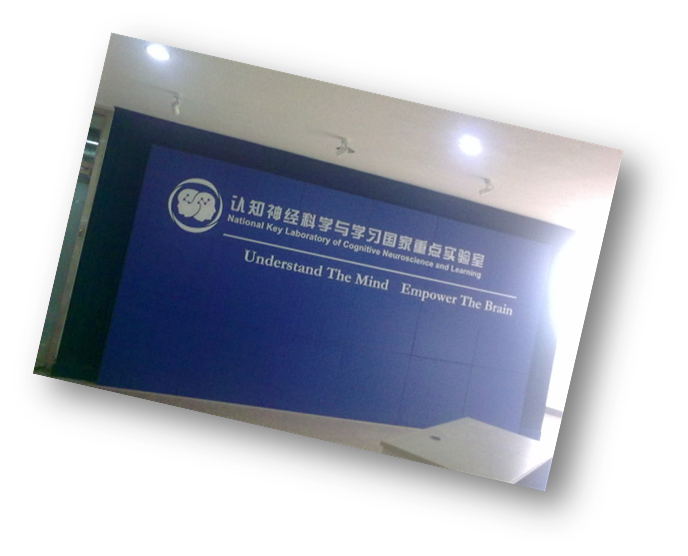 认知神经科学与学习国家重点实验室
National Key Laboratory of Cognitive Neuroscience and Learning
Understand The Mind Empower The Brain